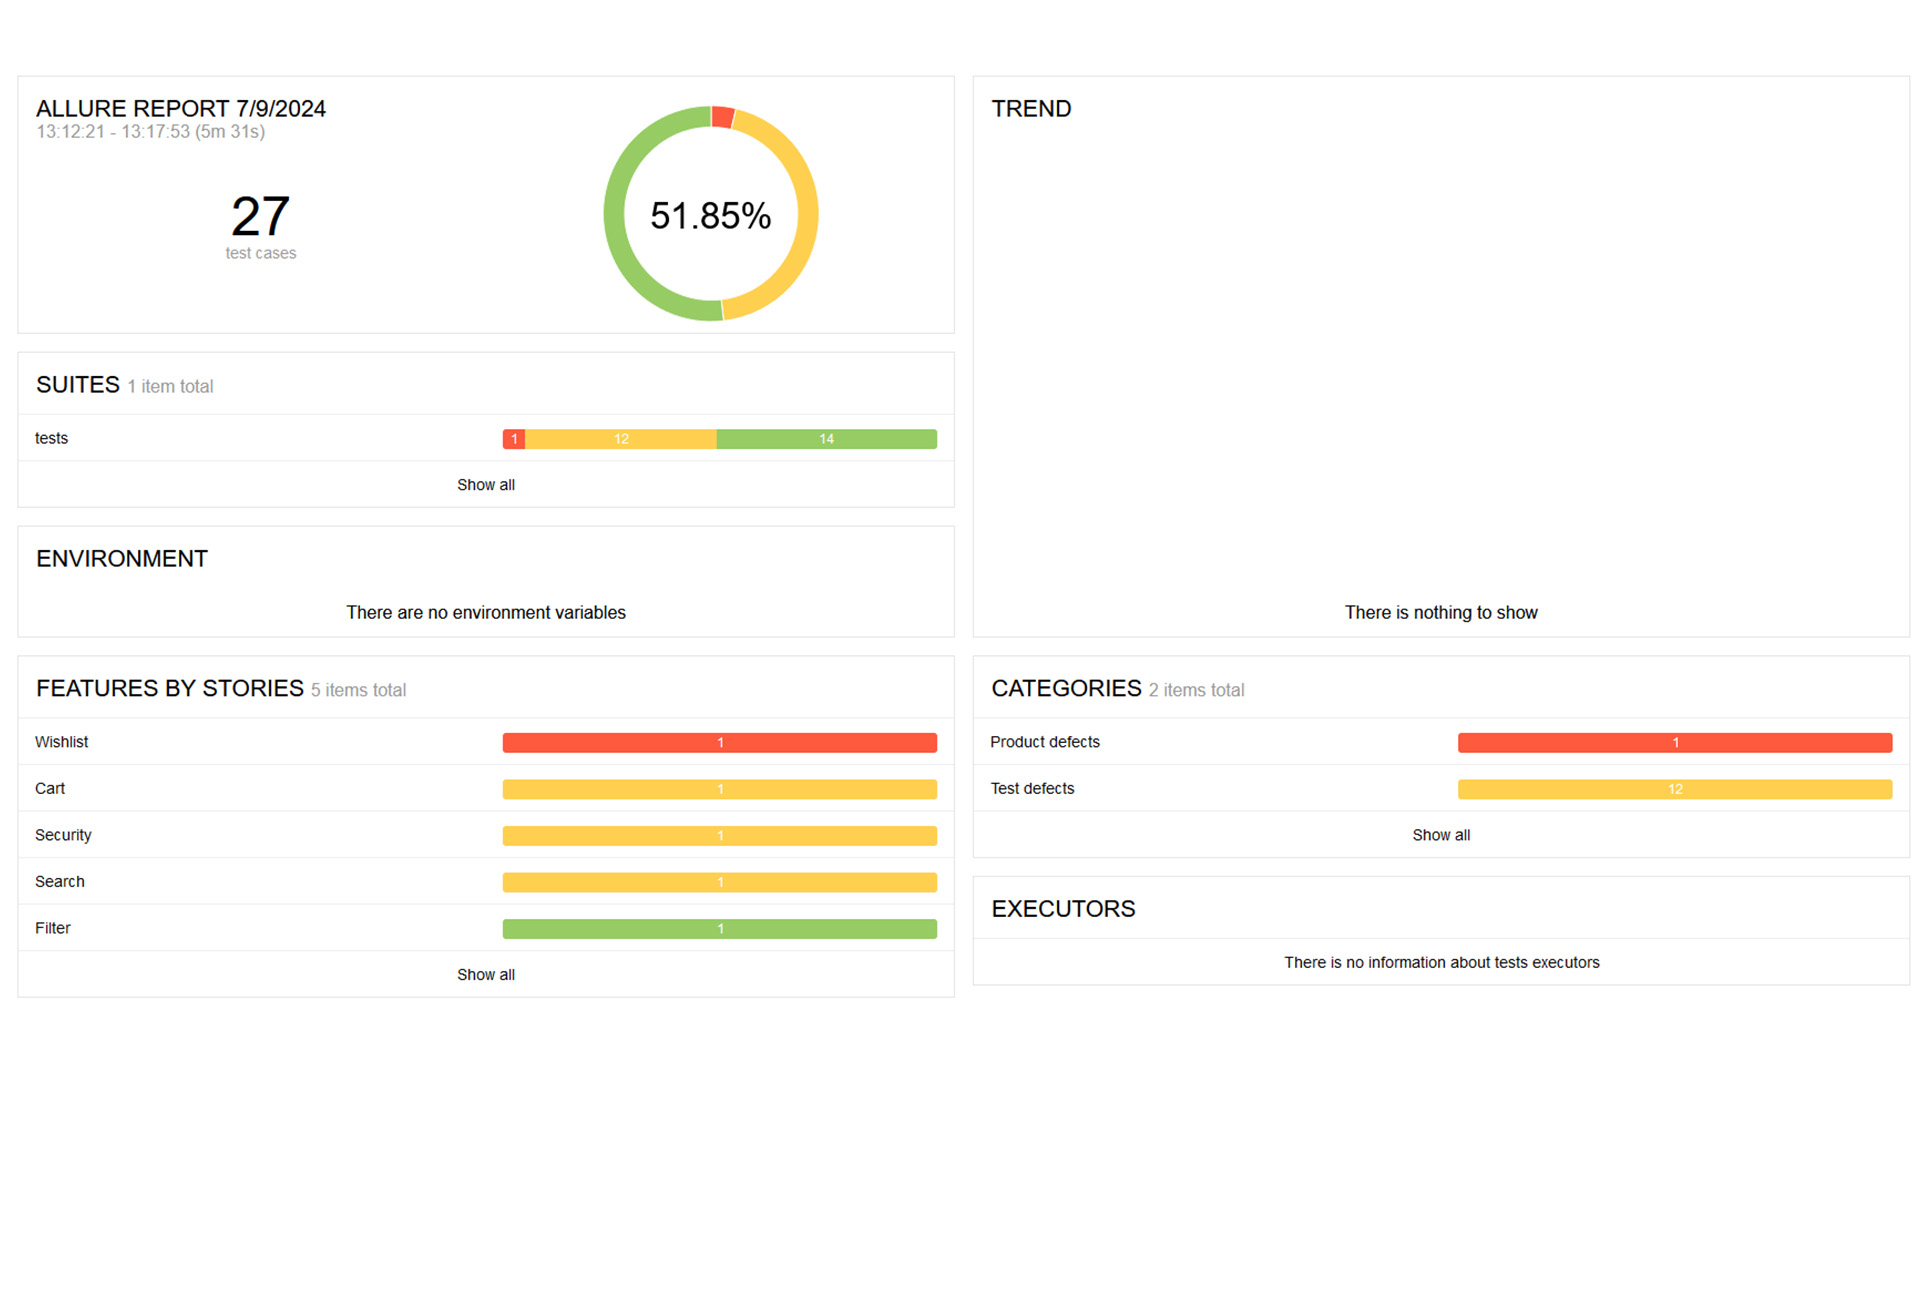 ALLURE REPORT 7/9/2024
13:12:21 - 13:17:53 (5m 31s)
27
test cases
51.85%
TREND
There is nothing to show
SUITES 1 item total
tests 1 12 14
Show all
ENVIRONMENT
There are no environment variables
FEATURES BY STORIES 5 items total
Wishlist 1
Cart 1
Security 1
Search 1
Filter 1
Show all
CATEGORIES 2 items total
Product defects 1
Test defects 12
Show all
EXECUTORS
There is no information about tests executors